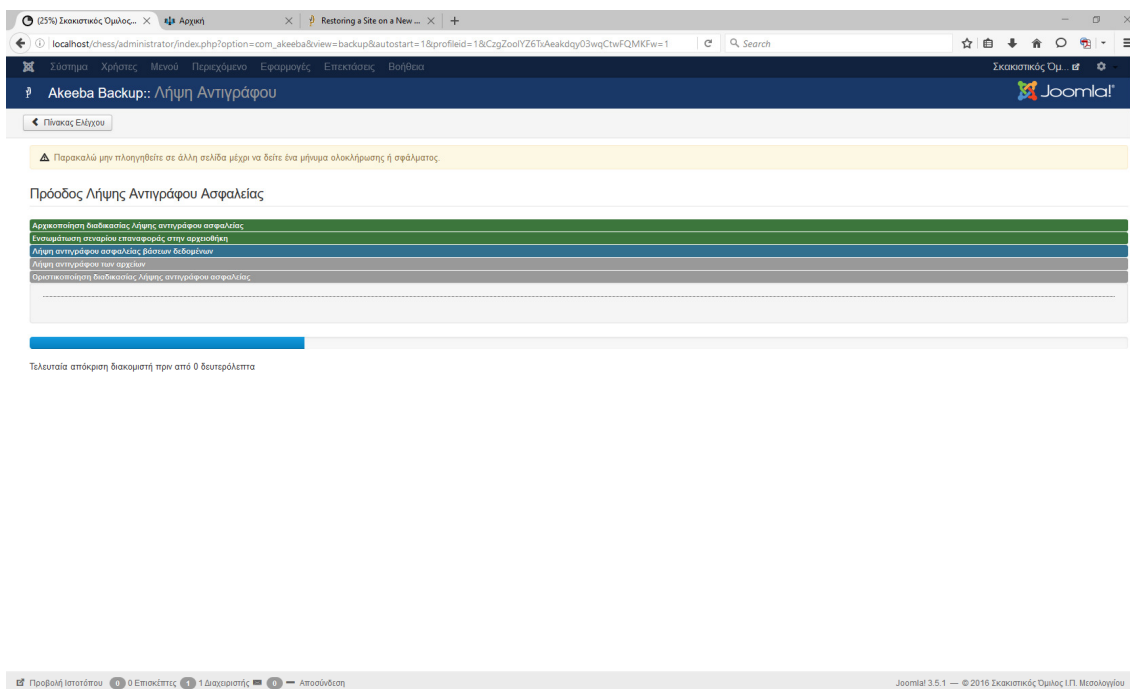 (25%) Σκακιστικός Όμιλος...
Αρχική
Restoring a Site on a New ...
localhost/chess/administrator/index.php?option=com_akeeba&view=backup&autostart=1&profileid=1&CzgZoolYZ6TxAeakdqy03wqCtwFQMKFw=1
Search
Σύστημα Χρήστες Μενού Περιεχόμενο Εφαρμογές Επεκτάσεις Βοήθεια
Σκακιστικός Όμ...
Akeeba Backup:: Λήψη Αντιγράφου
Joomla!®
Πίνακας Ελέγχου
Παρακαλώ μην πλοηγηθείτε σε άλλη σελίδα μέχρι να δείτε ένα μήνυμα ολοκλήρωσης ή σφάλματος.
Πρόοδος Λήψης Αντιγράφου Ασφαλείας
Αρχικοποίηση διαδικασίας λήψης αντιγράφου ασφαλείας
Ενσωμάτωση σεναρίου επαναφοράς στην αρχειοθήκη
Λήψη αντιγράφου ασφαλείας βάσεων δεδομένων
Λήψη αντιγράφου των αρχείων
Οριστικοποίηση διαδικασίας λήψης αντιγράφου ασφαλείας
Τελευταία απόκριση διακομιστή πριν από 0 δευτερόλεπτα
Προβολή Ιστοτόπου 0 0 Επισκέπτες 1 1 Διαχειριστής 0 Αποσύνδεση
Joomla! 3.5.1 — © 2016 Σκακιστικός Όμιλος Ι.Π. Μεσολογγίου